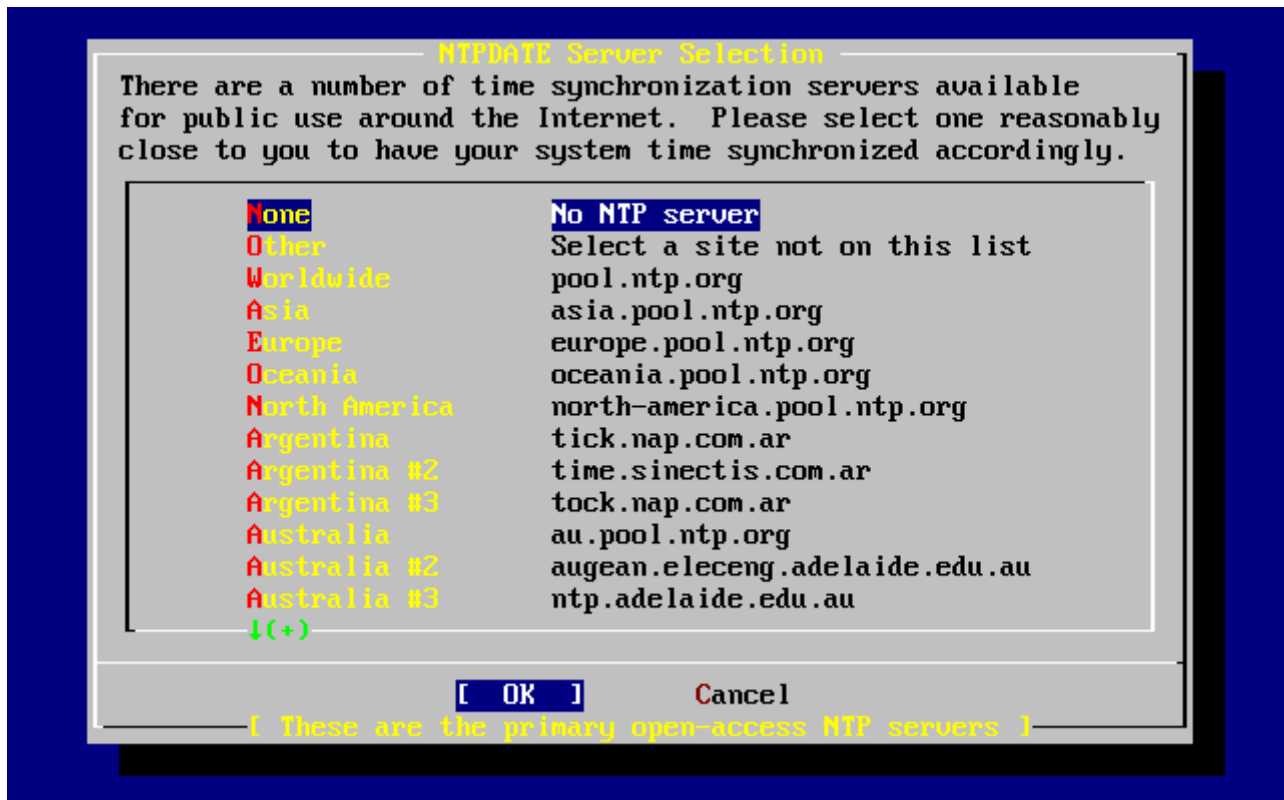 NTPDATE Server Selection
There are a number of time synchronization servers available
for public use around the Internet.  Please select one reasonably
close to you to have your system time synchronized accordingly.
None No NTP server
Other Select a site not on this list
Worldwide pool.ntp.org
Asia asia.pool.ntp.org
Europe europe.pool.ntp.org
Oceania oceania.pool.ntp.org
North America north-america.pool.ntp.org
Argentina tick.nap.com.ar
Argentina #2 time.sinectis.com.ar
Argentina #3 tock.nap.com.ar
Australia au.pool.ntp.org
Australia #2 augean.eleceng.adelaide.edu.au
Australia #3 ntp.adelaide.edu.au
↓(+)
[ OK ] Cancel
[ These are the primary open-access NTP servers ]